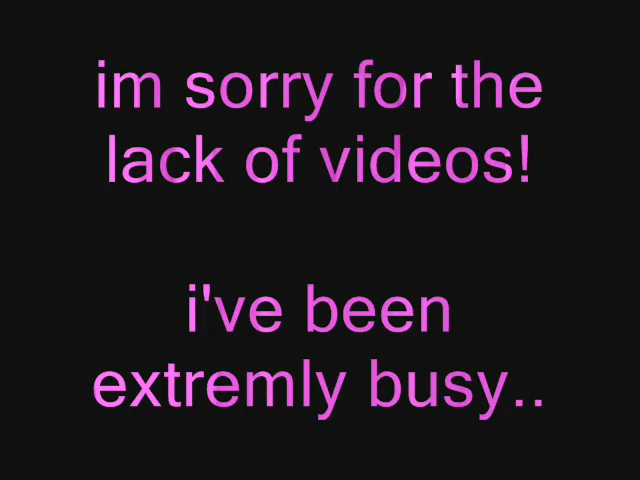 im sorry for the
lack of videos!
i've been
extremly busy..